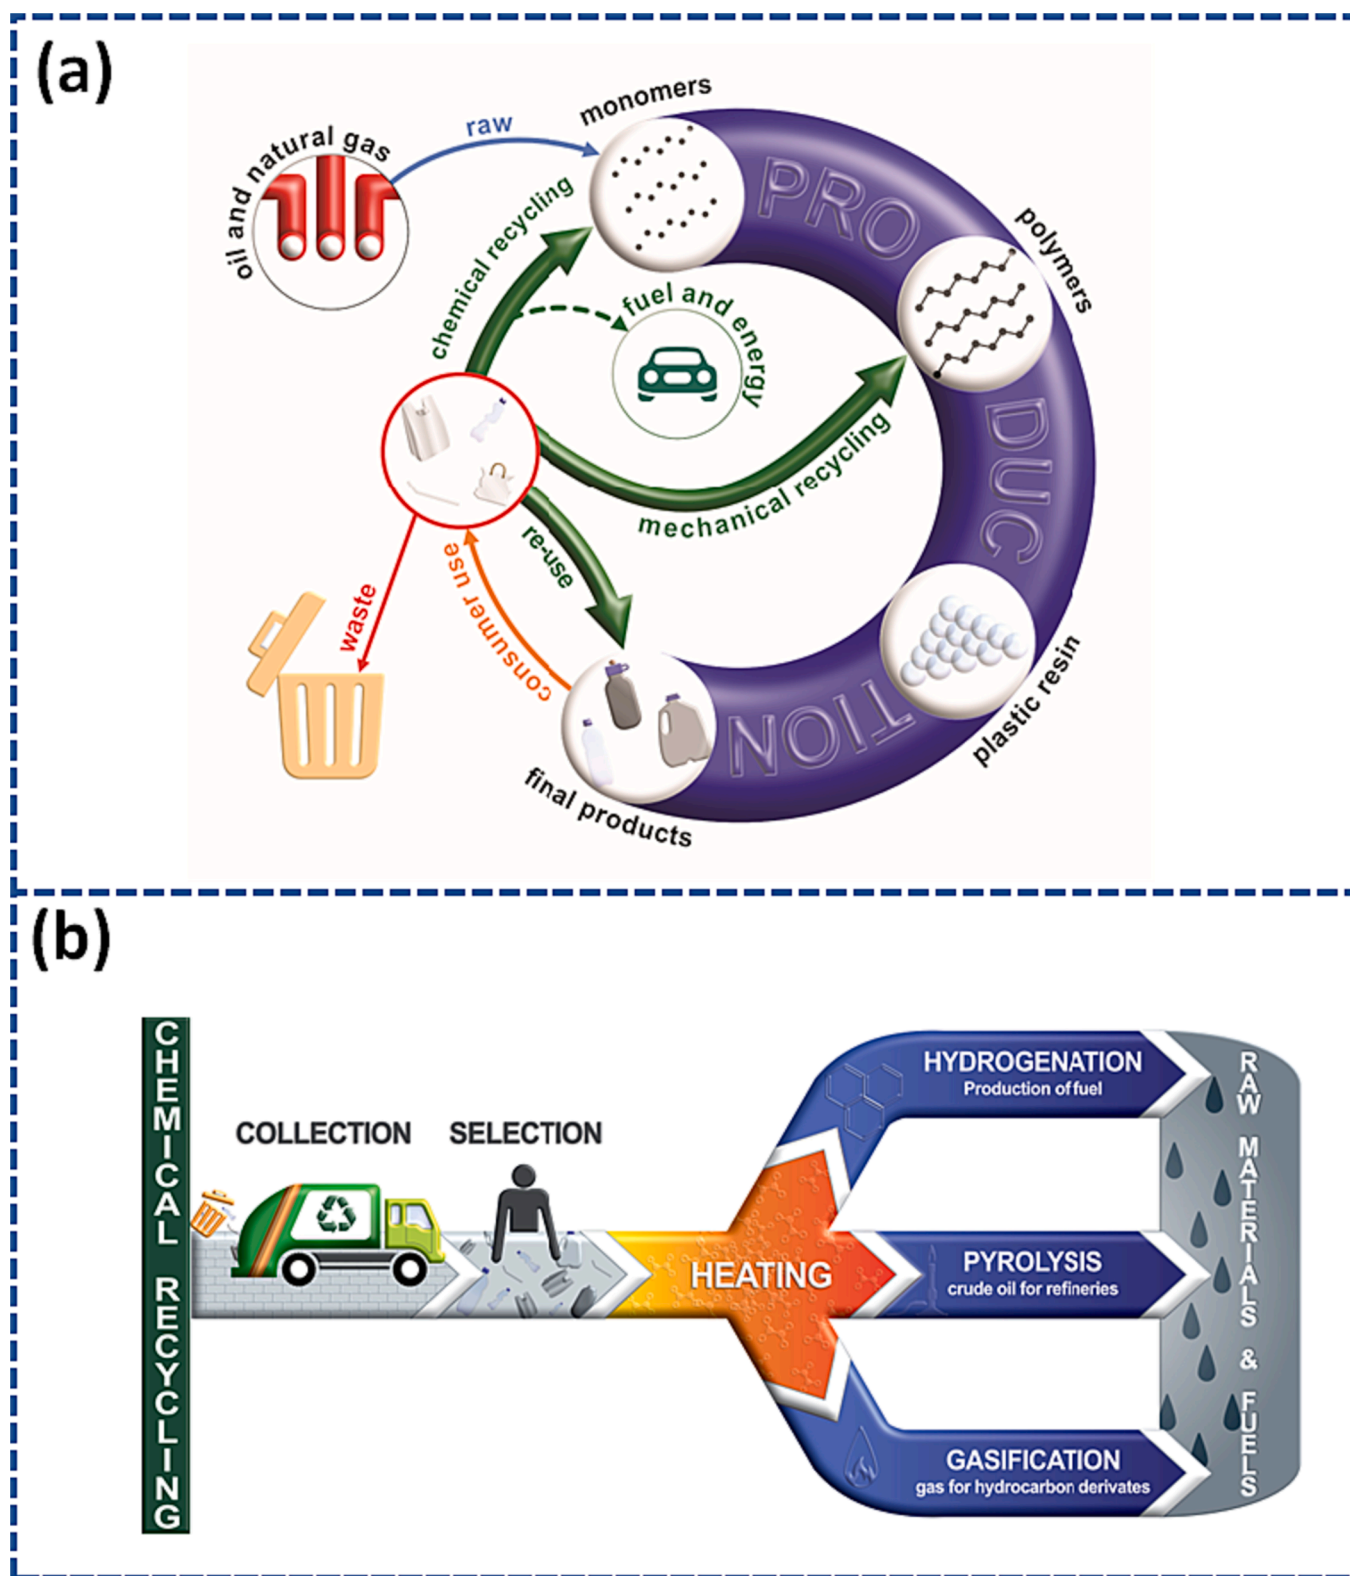 (a)
oil and natural gas
raw
monomers
PRO
DUC
TION
polymers
chemical recycling
fuel and energy
mechanical recycling
re-use
consumer use
waste
plastic resin
final products
(b)
CHEMICAL RECYCLING
COLLECTION
SELECTION
HEATING
HYDROGENATION
Production of fuel
PYROLYSIS
crude oil for refineries
GASIFICATION
gas for hydrocarbon derivates
RAW MATERIALS & FUELS